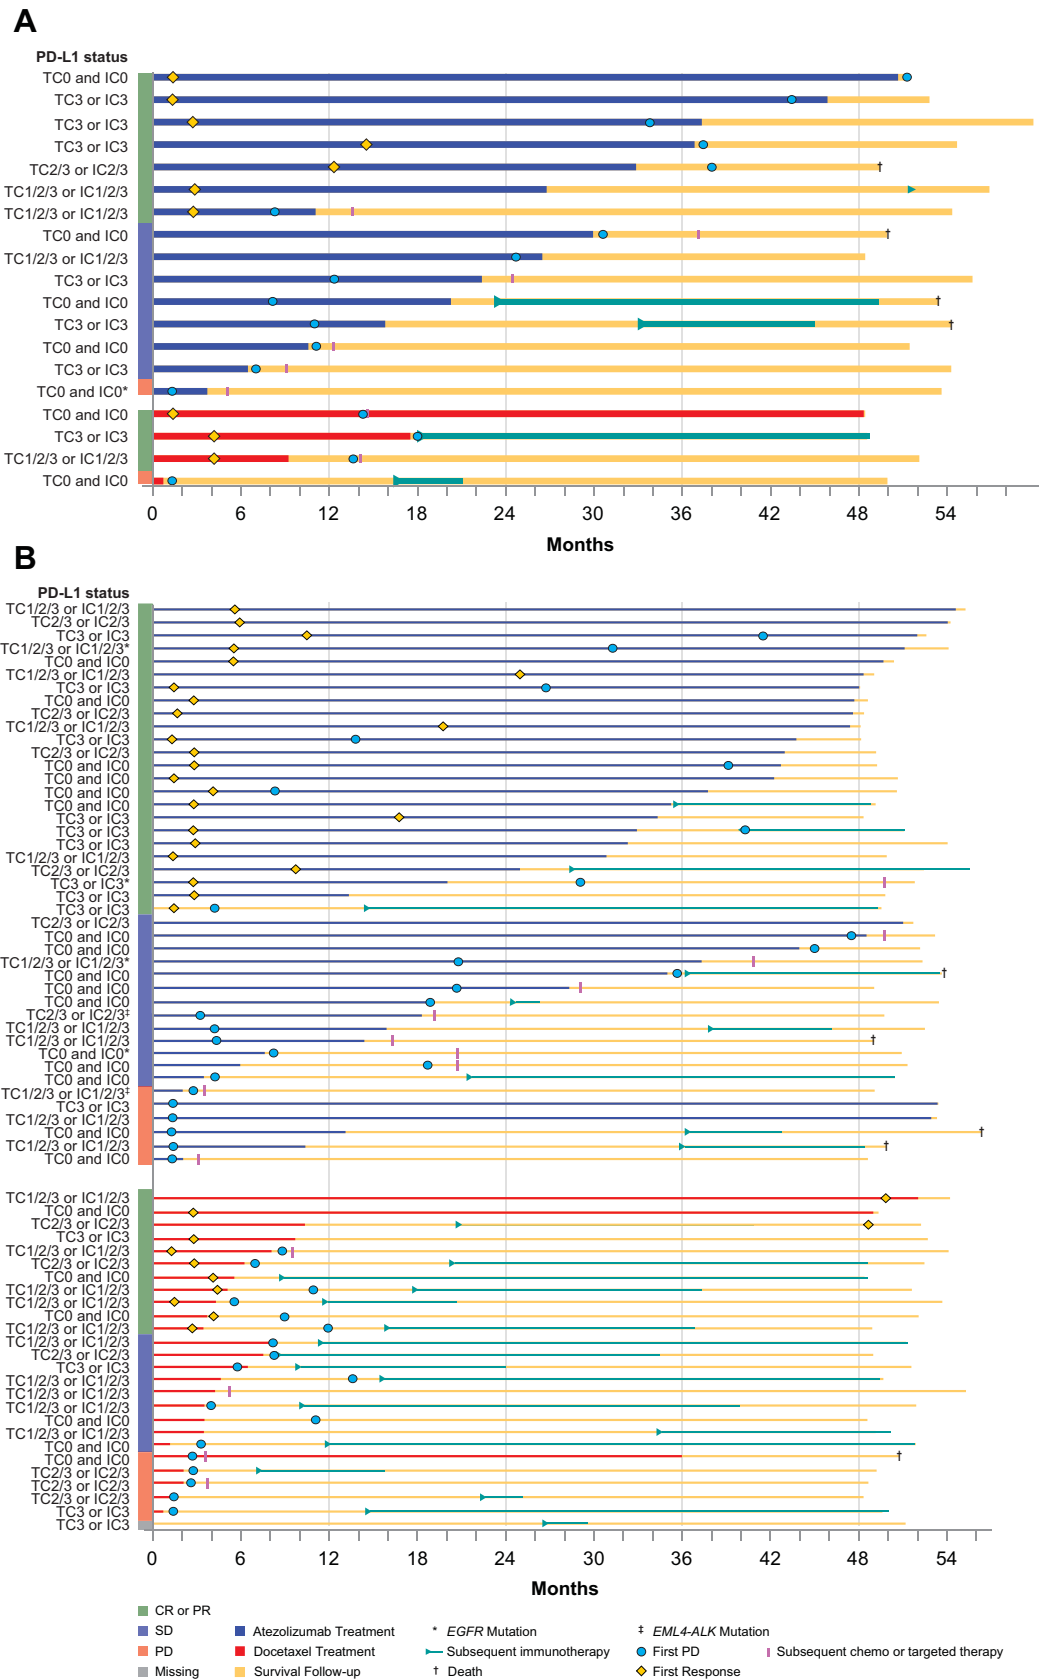 A
PD-L1 status
TC0 and IC0
TC3 or IC3
TC3 or IC3
TC3 or IC3
TC2/3 or IC2/3
TC1/2/3 or IC1/2/3
TC1/2/3 or IC1/2/3
TC0 and IC0
TC1/2/3 or IC1/2/3
TC3 or IC3
TC0 and IC0
TC3 or IC3
TC0 and IC0
TC3 or IC3
TC0 and IC0*
TC0 and IC0
TC3 or IC3
TC1/2/3 or IC1/2/3
TC0 and IC0
0 6 12 18 24 30 36 42 48 54
Months
B
PD-L1 status
TC1/2/3 or IC1/2/3
TC2/3 or IC2/3
TC3 or IC3
TC1/2/3 or IC1/2/3*
TC0 and IC0
TC1/2/3 or IC1/2/3
TC3 or IC3
TC0 and IC0
TC2/3 or IC2/3
TC1/2/3 or IC1/2/3
TC3 or IC3
TC2/3 or IC2/3
TC0 and IC0
TC0 and IC0
TC0 and IC0
TC0 and IC0
TC3 or IC3
TC3 or IC3
TC3 or IC3
TC1/2/3 or IC1/2/3
TC2/3 or IC2/3
TC3 or IC3*
TC3 or IC3
TC3 or IC3
TC2/3 or IC2/3
TC0 and IC0
TC0 and IC0
TC1/2/3 or IC1/2/3*
TC0 and IC0
TC0 and IC0
TC0 and IC0
TC2/3 or IC2/3‡
TC1/2/3 or IC1/2/3
TC1/2/3 or IC1/2/3
TC0 and IC0*
TC0 and IC0
TC0 and IC0
TC1/2/3 or IC1/2/3‡
TC3 or IC3
TC1/2/3 or IC1/2/3
TC0 and IC0
TC1/2/3 or IC1/2/3
TC0 and IC0
TC1/2/3 or IC1/2/3
TC0 and IC0
TC2/3 or IC2/3
TC3 or IC3
TC1/2/3 or IC1/2/3
TC2/3 or IC2/3
TC0 and IC0
TC1/2/3 or IC1/2/3
TC1/2/3 or IC1/2/3
TC0 and IC0
TC1/2/3 or IC1/2/3
TC1/2/3 or IC1/2/3
TC2/3 or IC2/3
TC3 or IC3
TC1/2/3 or IC1/2/3
TC1/2/3 or IC1/2/3
TC1/2/3 or IC1/2/3
TC0 and IC0
TC1/2/3 or IC1/2/3
TC0 and IC0
TC0 and IC0
TC2/3 or IC2/3
TC2/3 or IC2/3
TC2/3 or IC2/3
TC3 or IC3
TC3 or IC3
0 6 12 18 24 30 36 42 48 54
Months
CR or PR
SD Atezolizumab Treatment * EGFR Mutation ‡ EML4-ALK Mutation
PD Docetaxel Treatment Subsequent immunotherapy First PD Subsequent chemo or targeted therapy
Missing Survival Follow-up † Death First Response